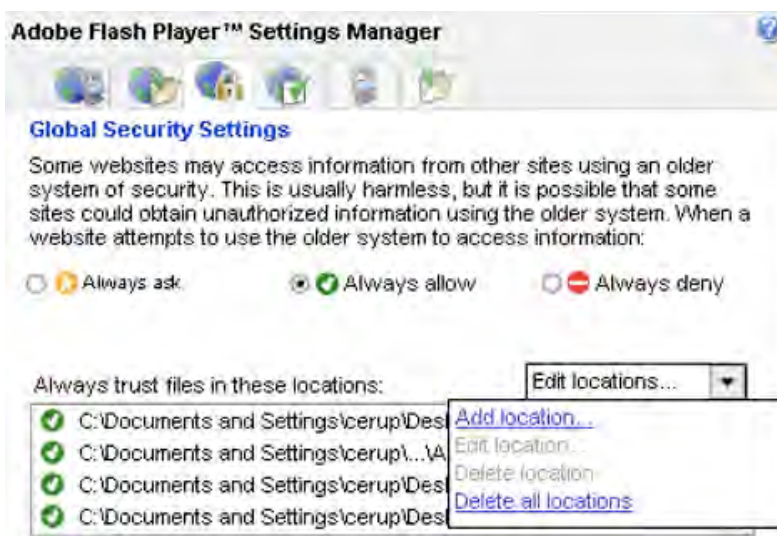 Adobe Flash Player™ Settings Manager
Global Security Settings
Some websites may access information from other sites using an older
system of security. This is usually harmless, but it is possible that some
sites could obtain unauthorized information using the older system. When a
website attempts to use the older system to access information:
Always ask Always allow Always deny
Always trust files in these locations: Edit locations...
C:\Documents and Settings\cerup\Des
Add location...
C:\Documents and Settings\cerup\...\A
Edit location...
Delete location
C:\Documents and Settings\cerup\Des
Delete all locations
C:\Documents and Settings\cerup\Des